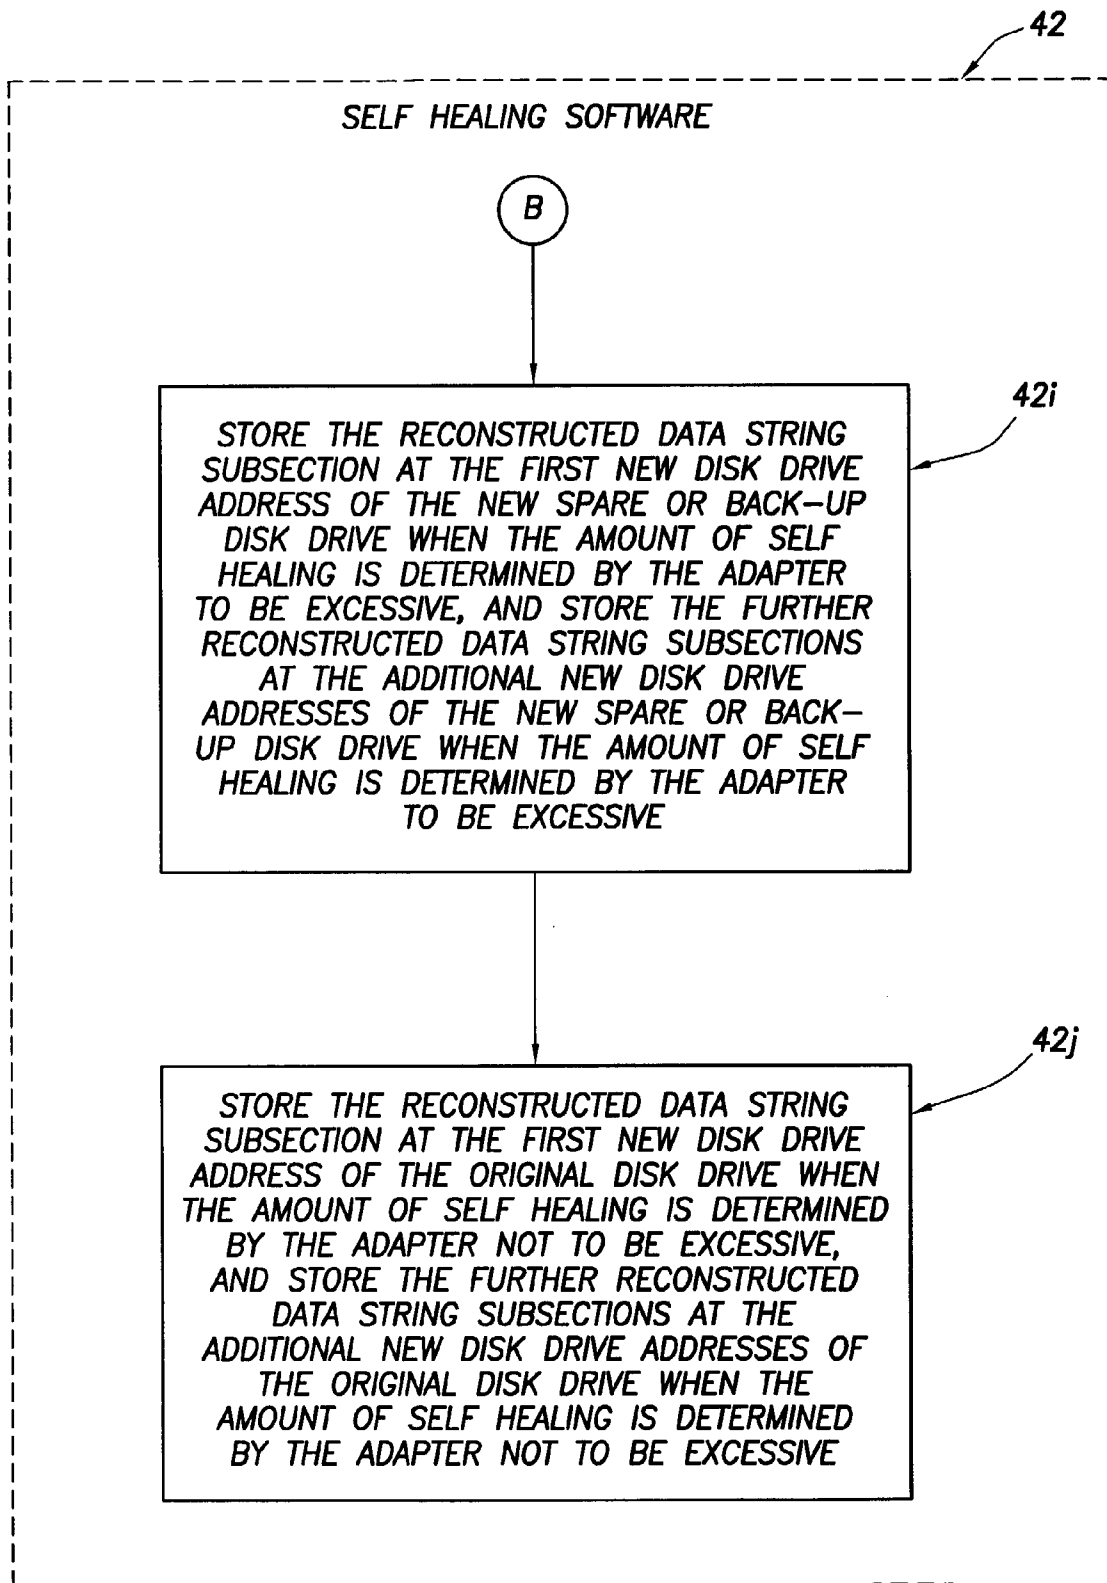 42
SELF HEALING SOFTWARE
B
42i
STORE THE RECONSTRUCTED DATA STRING
SUBSECTION AT THE FIRST NEW DISK DRIVE
ADDRESS OF THE NEW SPARE OR BACK-UP
DISK DRIVE WHEN THE AMOUNT OF SELF
HEALING IS DETERMINED BY THE ADAPTER
TO BE EXCESSIVE, AND STORE THE FURTHER
RECONSTRUCTED DATA STRING SUBSECTIONS
AT THE ADDITIONAL NEW DISK DRIVE
ADDRESSES OF THE NEW SPARE OR BACK-
UP DISK DRIVE WHEN THE AMOUNT OF SELF
HEALING IS DETERMINED BY THE ADAPTER
TO BE EXCESSIVE
42j
STORE THE RECONSTRUCTED DATA STRING
SUBSECTION AT THE FIRST NEW DISK DRIVE
ADDRESS OF THE ORIGINAL DISK DRIVE WHEN
THE AMOUNT OF SELF HEALING IS DETERMINED
BY THE ADAPTER NOT TO BE EXCESSIVE,
AND STORE THE FURTHER RECONSTRUCTED
DATA STRING SUBSECTIONS AT THE
ADDITIONAL NEW DISK DRIVE ADDRESSES OF
THE ORIGINAL DISK DRIVE WHEN THE
AMOUNT OF SELF HEALING IS DETERMINED
BY THE ADAPTER NOT TO BE EXCESSIVE